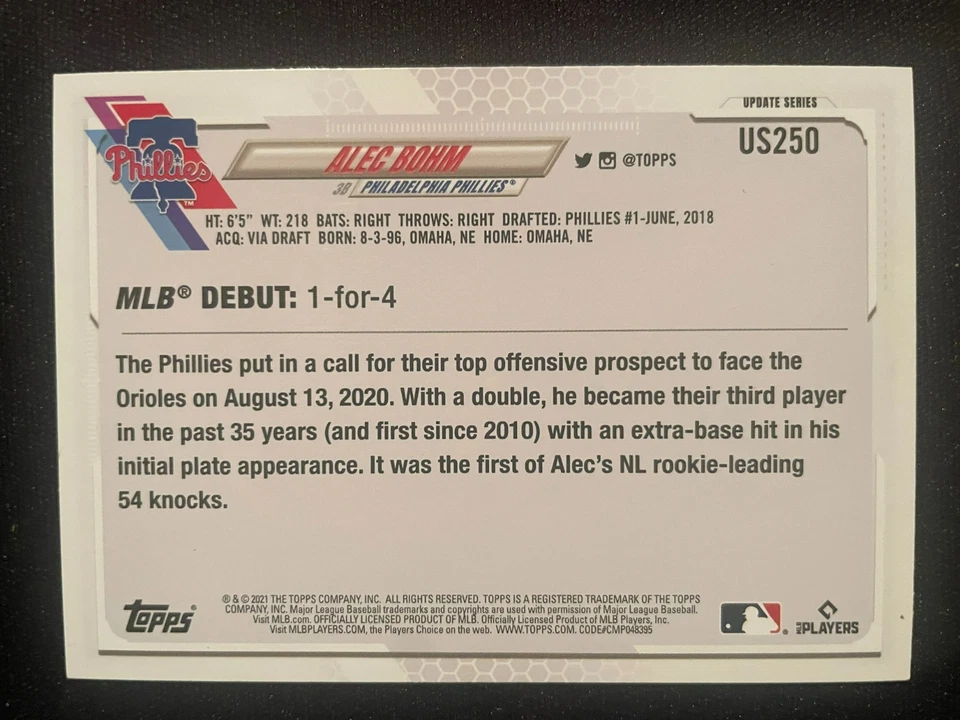 UPDATE SERIES
US250
Phillies
TM
ALEC BOHM
@TOPPS
3B PHILADELPHIA PHILLIES®
HT: 6'5" WT: 218 BATS: RIGHT THROWS: RIGHT DRAFTED: PHILLIES #1-JUNE, 2018
ACQ: VIA DRAFT BORN: 8-3-96, OMAHA, NE HOME: OMAHA, NE
MLB® DEBUT: 1-for-4
The Phillies put in a call for their top offensive prospect to face the
Orioles on August 13, 2020. With a double, he became their third player
in the past 35 years (and first since 2010) with an extra-base hit in his
initial plate appearance. It was the first of Alec's NL rookie-leading
54 knocks.
Topps®
® & © 2021 THE TOPPS COMPANY, INC. ALL RIGHTS RESERVED. TOPPS IS A REGISTERED TRADEMARK OF THE TOPPS
COMPANY, INC. Major League Baseball trademarks and copyrights are used with permission of Major League Baseball.
Visit MLB.com. OFFICIALLY LICENSED PRODUCT OF MLB. Officially Licensed Product of MLB Players, Inc.
Visit MLBPLAYERS.COM, the Players Choice on the web. WWW.TOPPS.COM. CODE#CMP048395
®
MLB PLAYERS